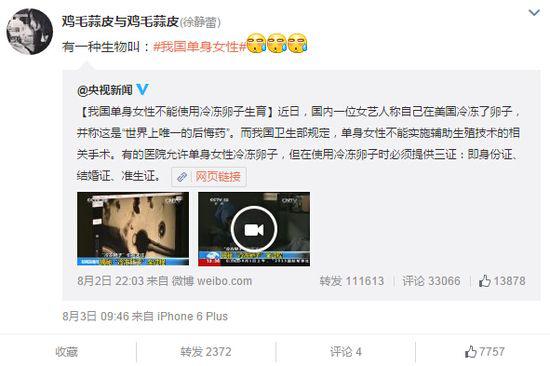 鸡毛蒜皮与鸡毛蒜皮(徐静蕾)
有一种生物叫：#我国单身女性#
@央视新闻
【我国单身女性不能使用冷冻卵子生育】近日，国内一位女艺人称自己在美国冷冻了卵子，
并称这是“世界上唯一的后悔药”。而我国卫生部规定，单身女性不能实施辅助生殖技术的相
关手术。有的医院允许单身女性冷冻卵子，但在使用冷冻卵子时必须提供三证：即身份证、
结婚证、准生证。 网页链接
8月2日 22:03 来自 微博 weibo.com 转发 111613 评论 33066 13878
8月3日 09:46 来自 iPhone 6 Plus
收藏 转发 2372 评论 4 7757